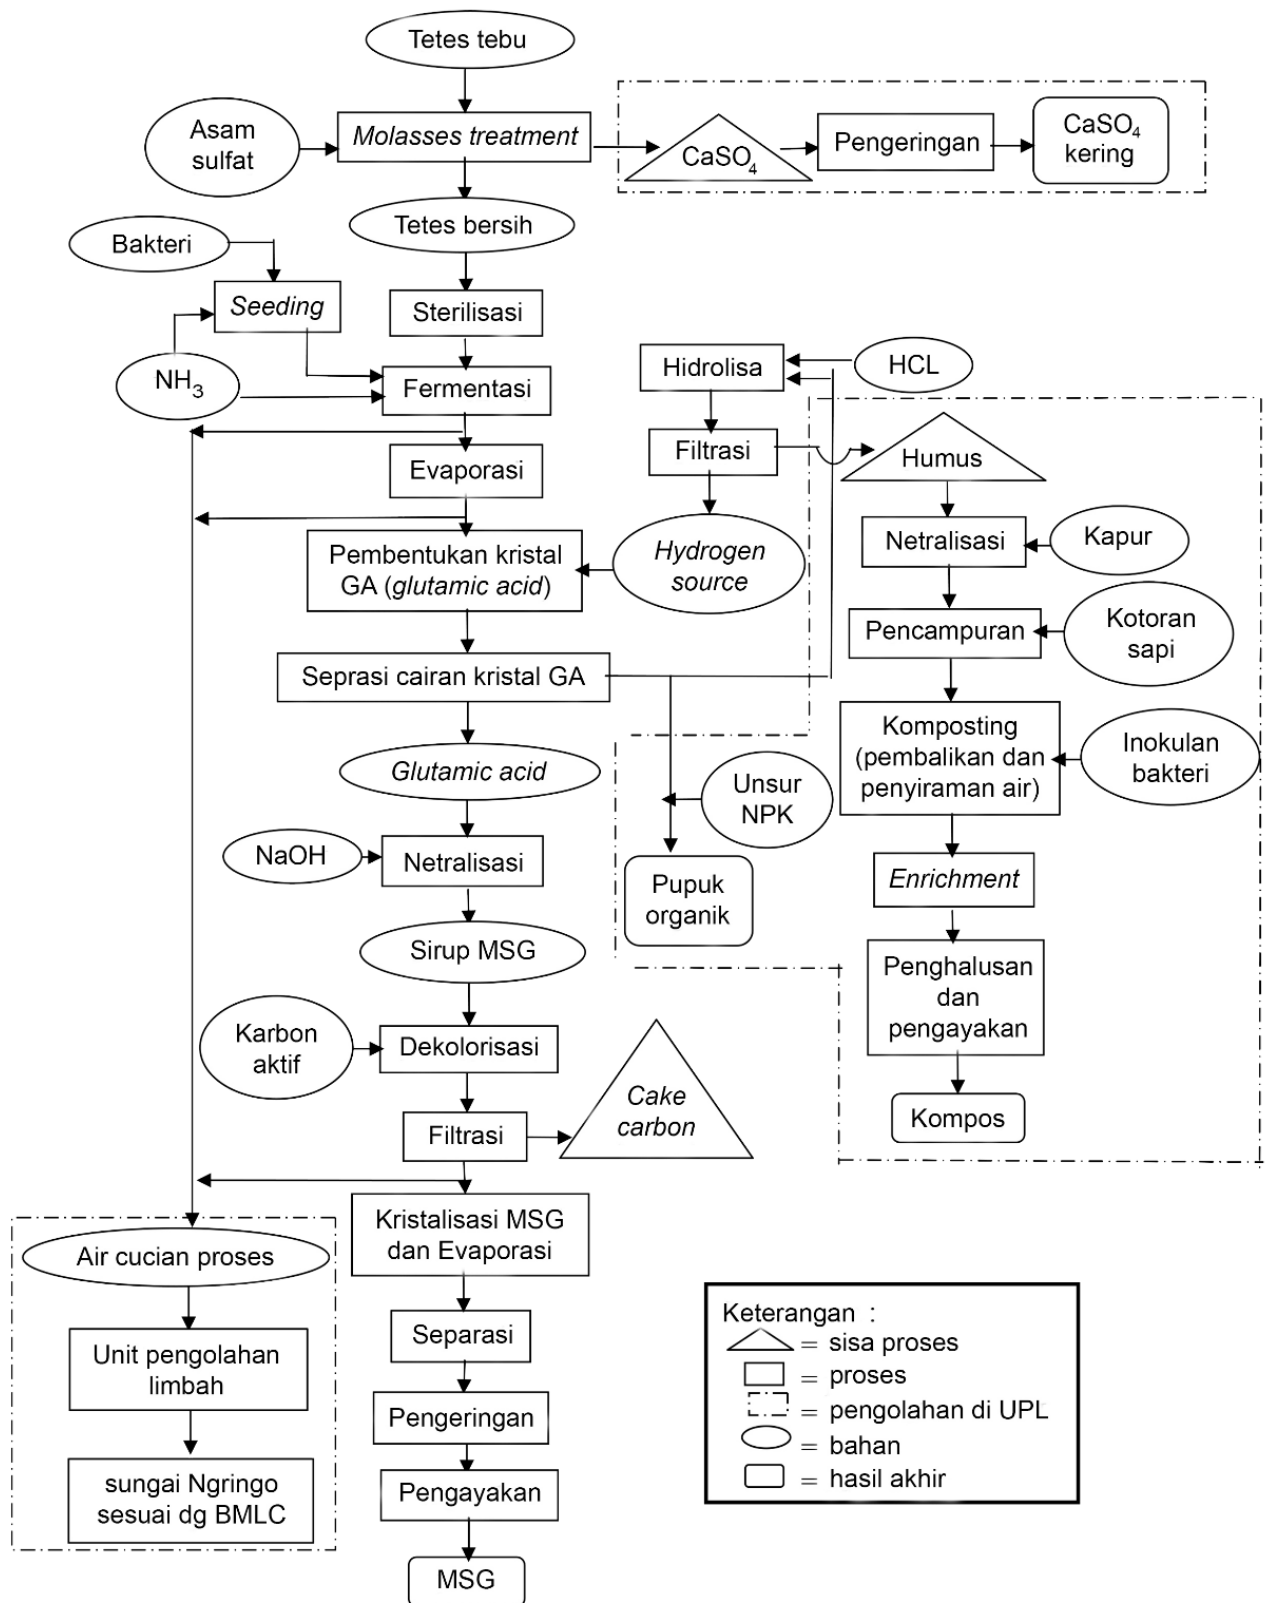 Tetes tebu
Asam
sulfat
Molasses treatment
CaSO₄
Pengeringan
CaSO₄
kering
Tetes bersih
Bakteri
Seeding
Sterilisasi
NH₃
Fermentasi
Hidrolisa
HCL
Evaporasi
Filtrasi
Humus
Pembentukan kristal
GA (glutamic acid)
Hydrogen
source
Netralisasi
Kapur
Pencampuran
Kotoran
sapi
Seprasi cairan kristal GA
Komposting
(pembalikan dan
penyiraman air)
Inokulan
bakteri
Glutamic acid
Unsur
NPK
NaOH
Netralisasi
Pupuk
organik
Enrichment
Sirup MSG
Penghalusan
dan
pengayakan
Karbon
aktif
Dekolorisasi
Cake
carbon
Kompos
Filtrasi
Kristalisasi MSG
dan Evaporasi
Air cucian proses
Separasi
Unit pengolahan
limbah
Pengeringan
sungai Ngringo
sesuai dg BMLC
Pengayakan
MSG
Keterangan :
= sisa proses
= proses
= pengolahan di UPL
= bahan
= hasil akhir